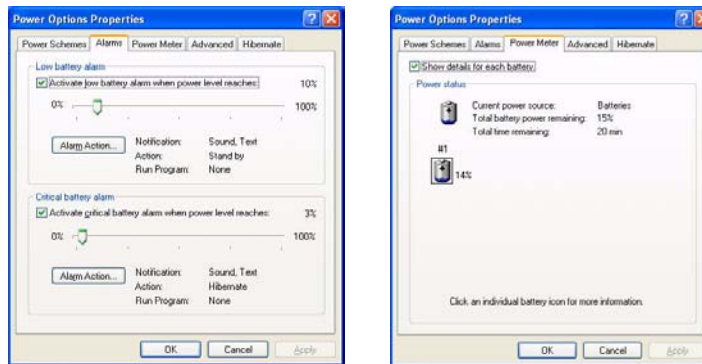 Power Options Properties
Power Schemes Alarms Power Meter Advanced Hibernate
Low battery alarm
Activate low battery alarm when power level reaches: 10%
0% 100%
Alarm Action... Notification: Sound, Text
Action: Stand by
Run Program: None
Critical battery alarm
Activate critical battery alarm when power level reaches: 3%
0% 100%
Alarm Action... Notification: Sound, Text
Action: Hibernate
Run Program: None
OK Cancel Apply
Power Options Properties
Power Schemes Alarms Power Meter Advanced Hibernate
Show details for each battery.
Power status
Current power source: Batteries
Total battery power remaining: 15%
Total time remaining: 20 min
#1
14%
Click an individual battery icon for more information.
OK Cancel Apply